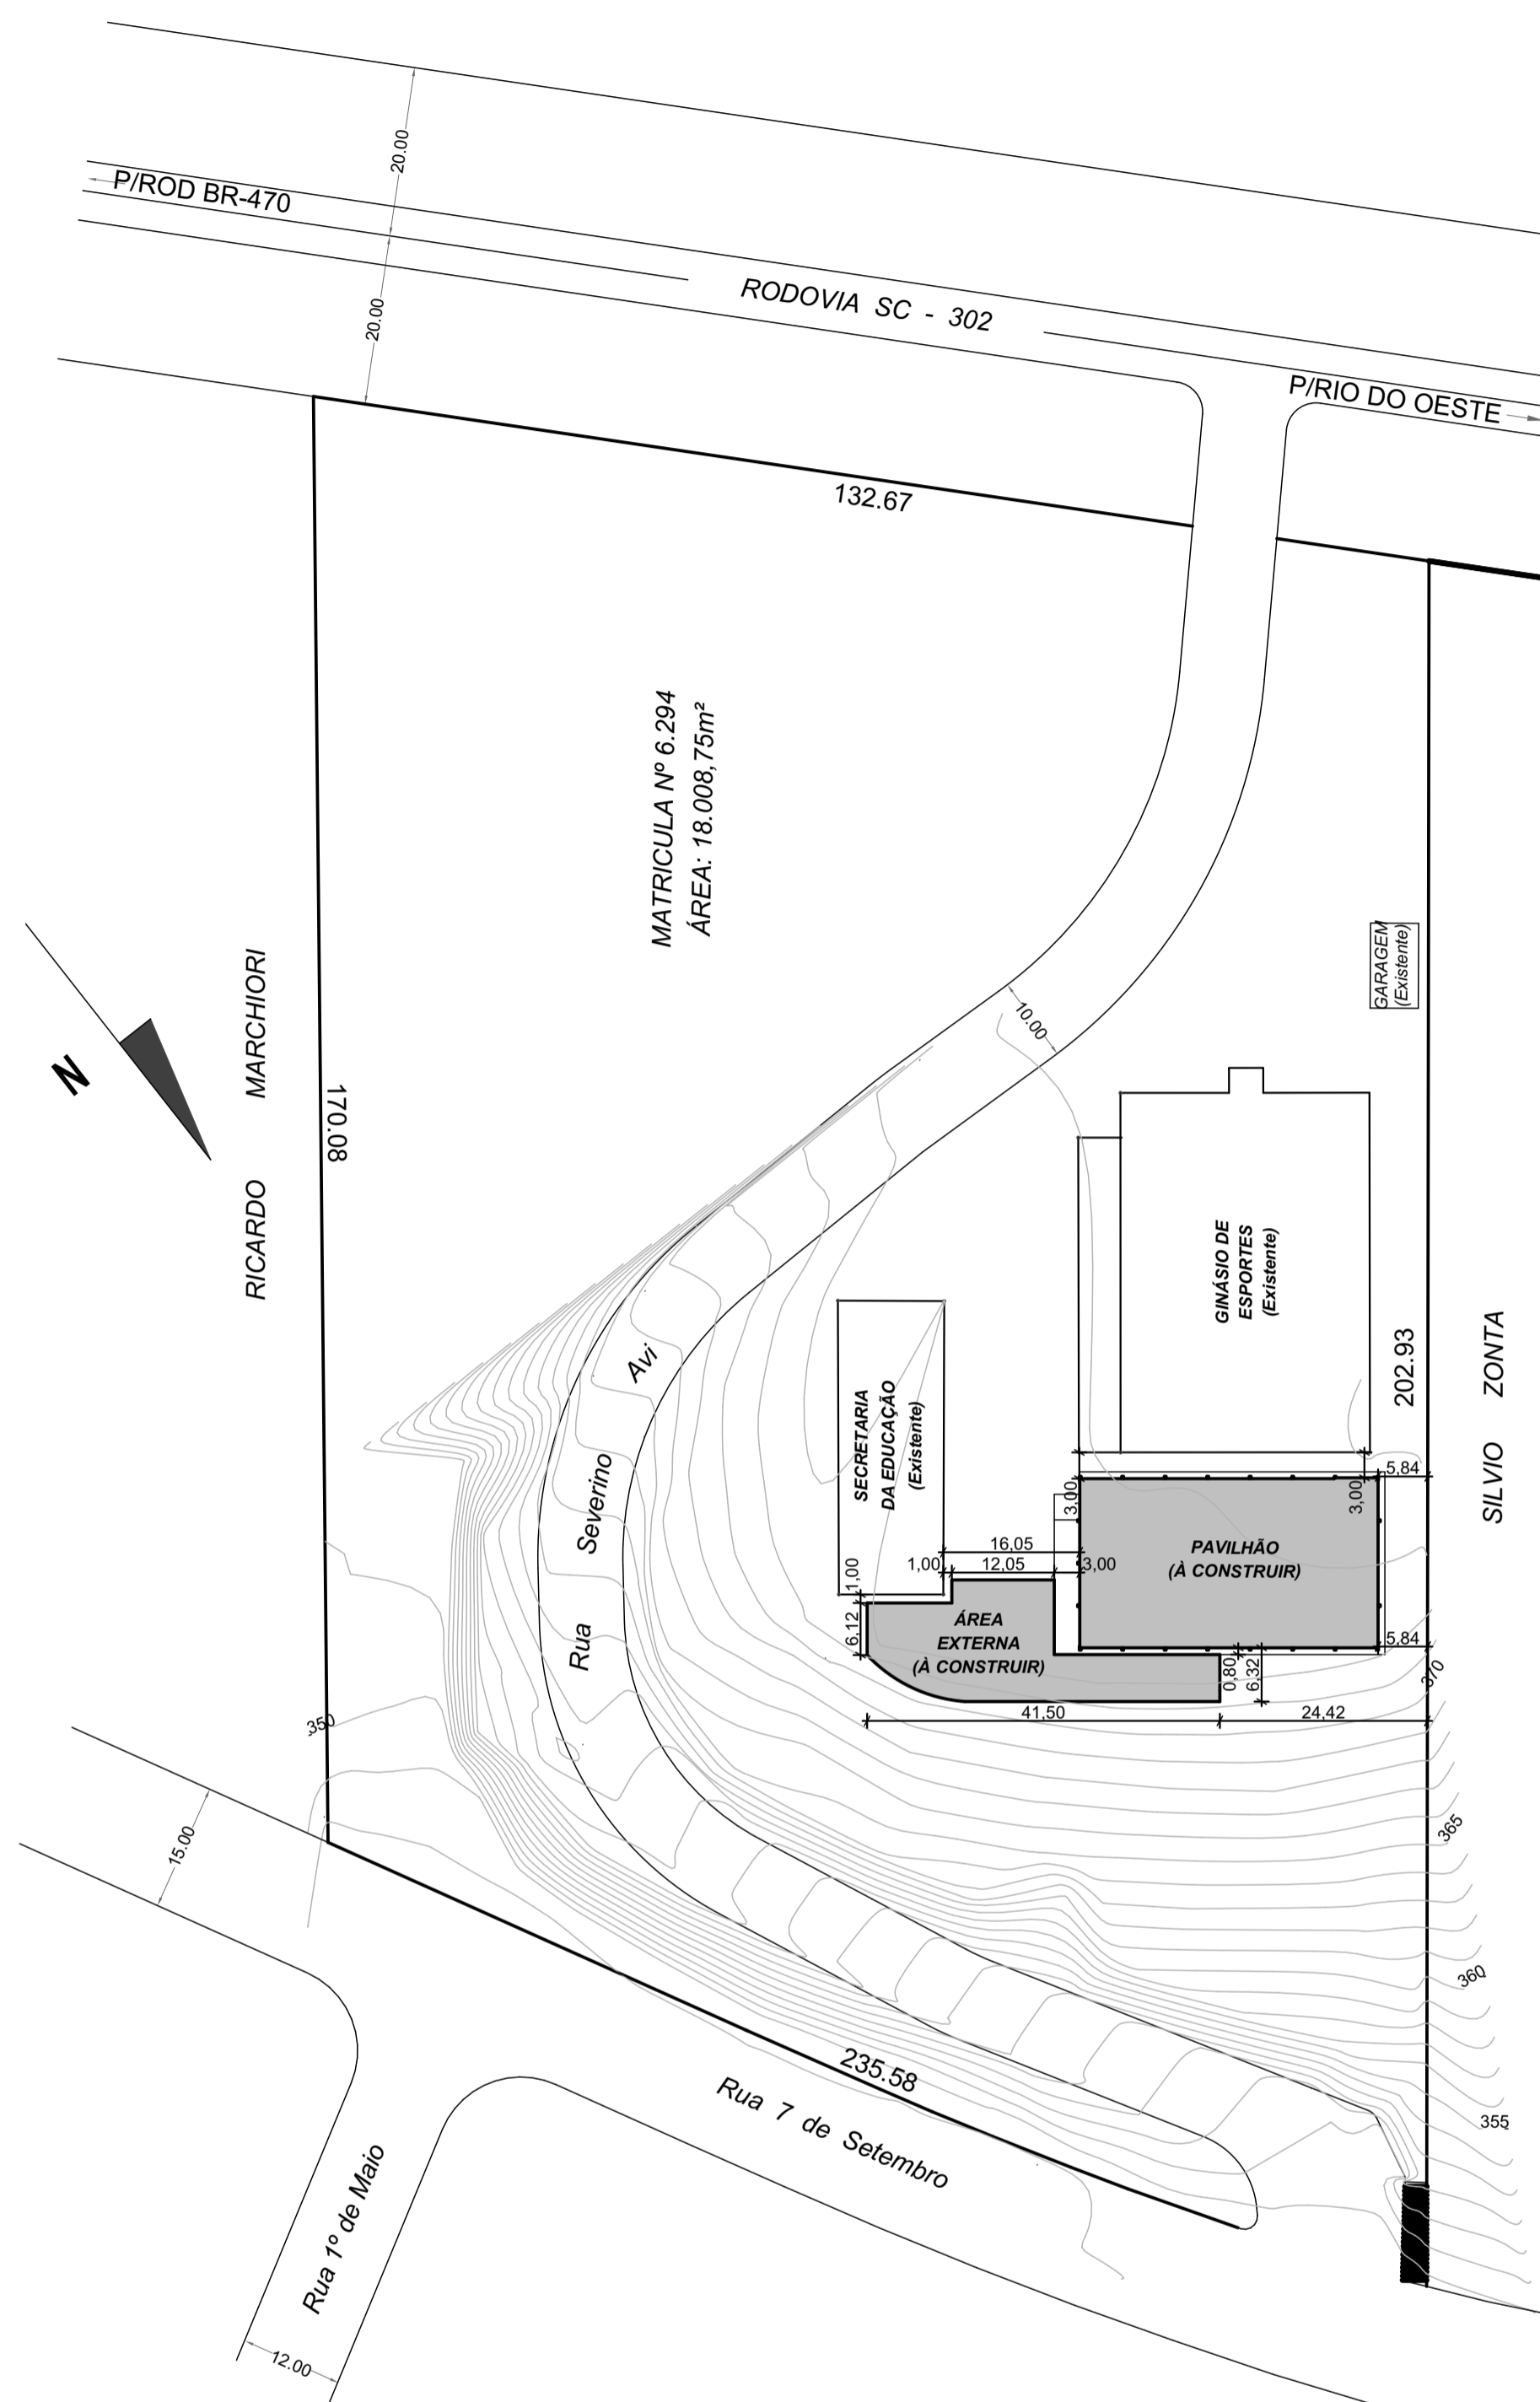 20.00
P/ROD BR-470
20.00
RODOVIA SC - 302
P/RIO DO OESTE
132.67
MATRICULA Nº 6.294
ÁREA: 18.008,75m²
GARAGEM
(Existente)
10.00
N
RICARDO MARCHIORI
170.08
GINÁSIO DE
ESPORTES
(Existente)
202.93
SILVIO ZONTA
SECRETARIA
DA EDUCAÇÃO
(Existente)
Rua Severino Avi
5,84
3,00
3,00
16,05
1,00
12,05
3,00
PAVILHÃO
(À CONSTRUIR)
1,00
6,12
ÁREA
EXTERNA
(À CONSTRUIR)
5,84
0,80
6,32
370
41,50
24,42
350
365
15.00
360
235.58
Rua 7 de Setembro
355
Rua 1º de Maio
12.00